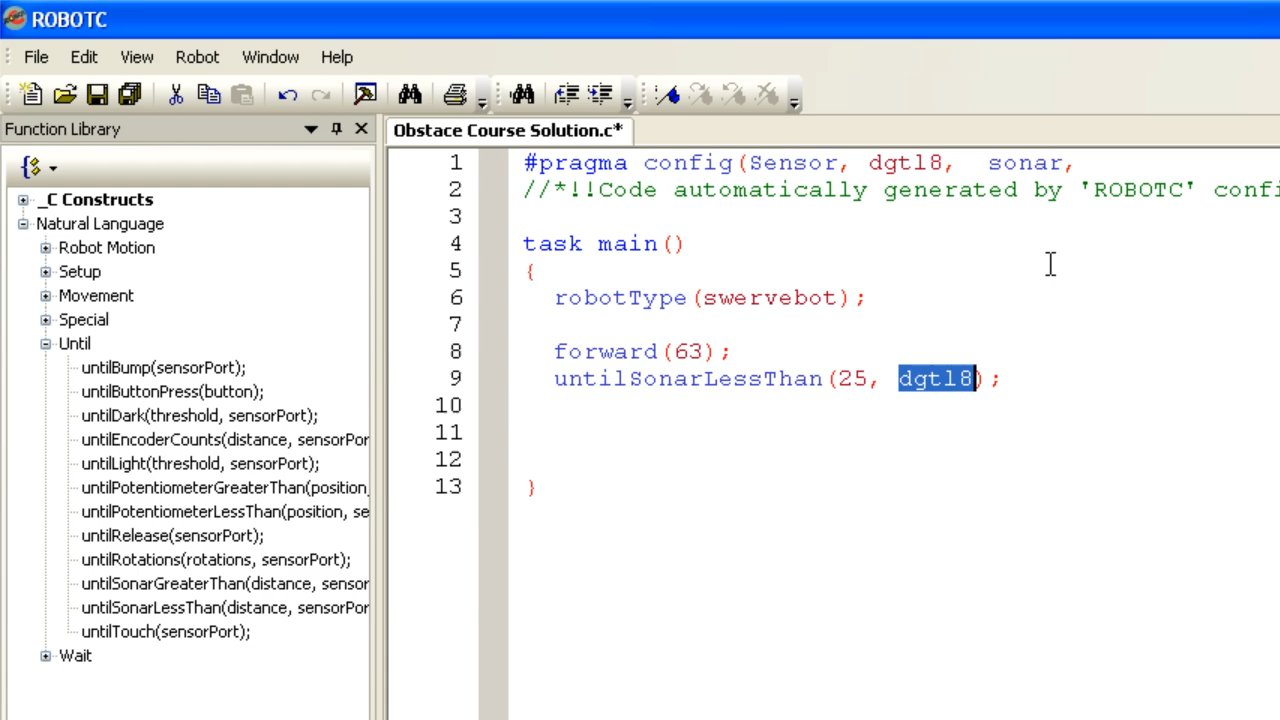 ROBOTC
File Edit View Robot Window Help
Function Library
Obstace Course Solution.c*
_C Constructs
Natural Language
Robot Motion
Setup
Movement
Special
Until
untilBump(sensorPort);
untilButtonPress(button);
untilDark(threshold, sensorPort);
untilEncoderCounts(distance, sensorPor
untilLight(threshold, sensorPort);
untilPotentiometerGreaterThan(position,
untilPotentiometerLessThan(position, se
untilRelease(sensorPort);
untilRotations(rotations, sensorPort);
untilSonarGreaterThan(distance, sensor
untilSonarLessThan(distance, sensorPor
untilTouch(sensorPort);
Wait
1 #pragma config(Sensor, dgtl8, sonar,
2 //*!!Code automatically generated by 'ROBOTC' confi
3
4 task main()
5 {
6 robotType(swervebot);
7
8 forward(63);
9 untilSonarLessThan(25, dgtl8);
10
11
12
13 }